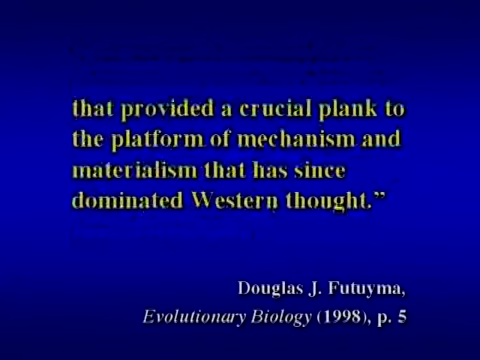 that provided a crucial plank to
the platform of mechanism and
materialism that has since
dominated Western thought.”
Douglas J. Futuyma,
Evolutionary Biology (1998), p. 5